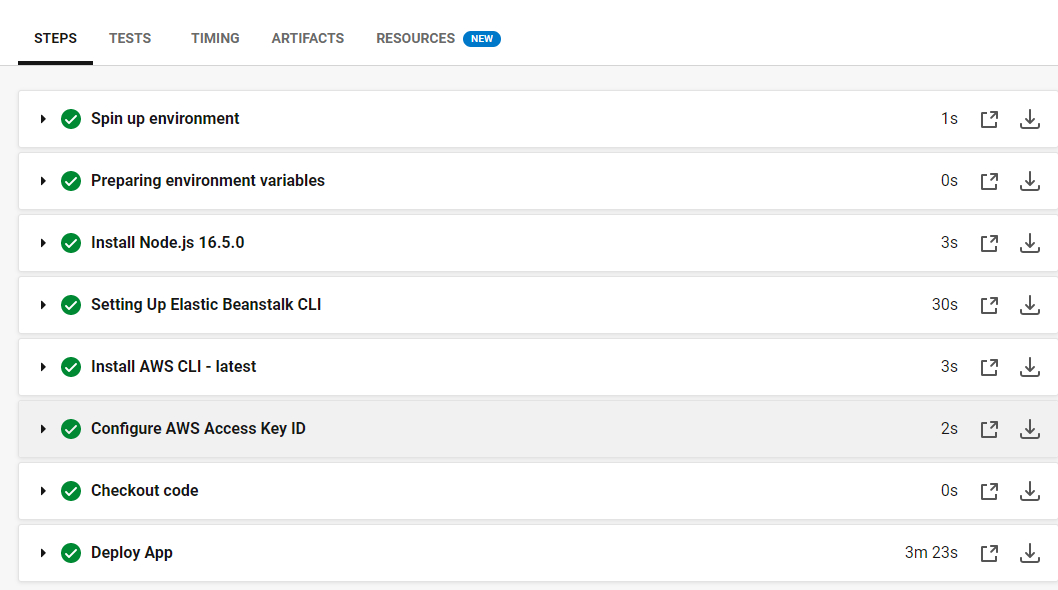 STEPS TESTS TIMING ARTIFACTS RESOURCES NEW
Spin up environment 1s
Preparing environment variables 0s
Install Node.js 16.5.0 3s
Setting Up Elastic Beanstalk CLI 30s
Install AWS CLI - latest 3s
Configure AWS Access Key ID 2s
Checkout code 0s
Deploy App 3m 23s